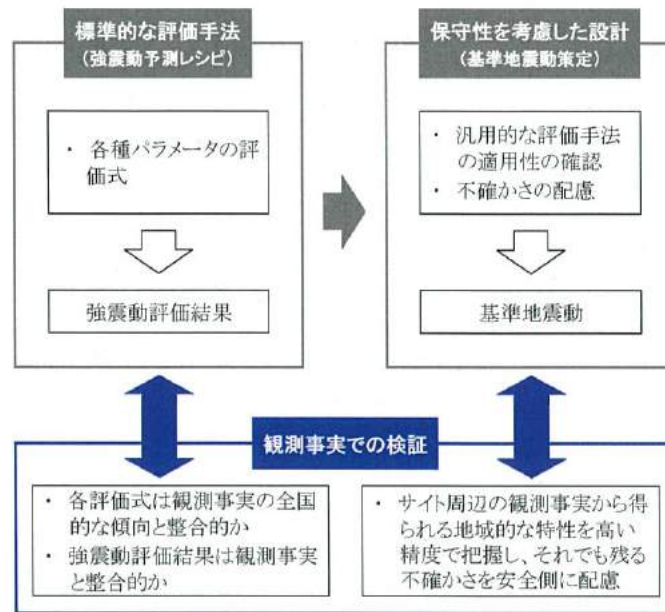 標準的な評価手法
(強震動予測レシピ)
・ 各種パラメータの評
価式
強震動評価結果
保守性を考慮した設計
(基準地震動策定)
・ 汎用的な評価手法
の適用性の確認
・ 不確かさの配慮
基準地震動
観測事実での検証
・ 各評価式は観測事実の全国
的な傾向と整合的か
・ 強震動評価結果は観測事実
と整合的か
・ サイト周辺の観測事実から得
られる地域的な特性を高い
精度で把握し、それでも残る
不確かさを安全側に配慮